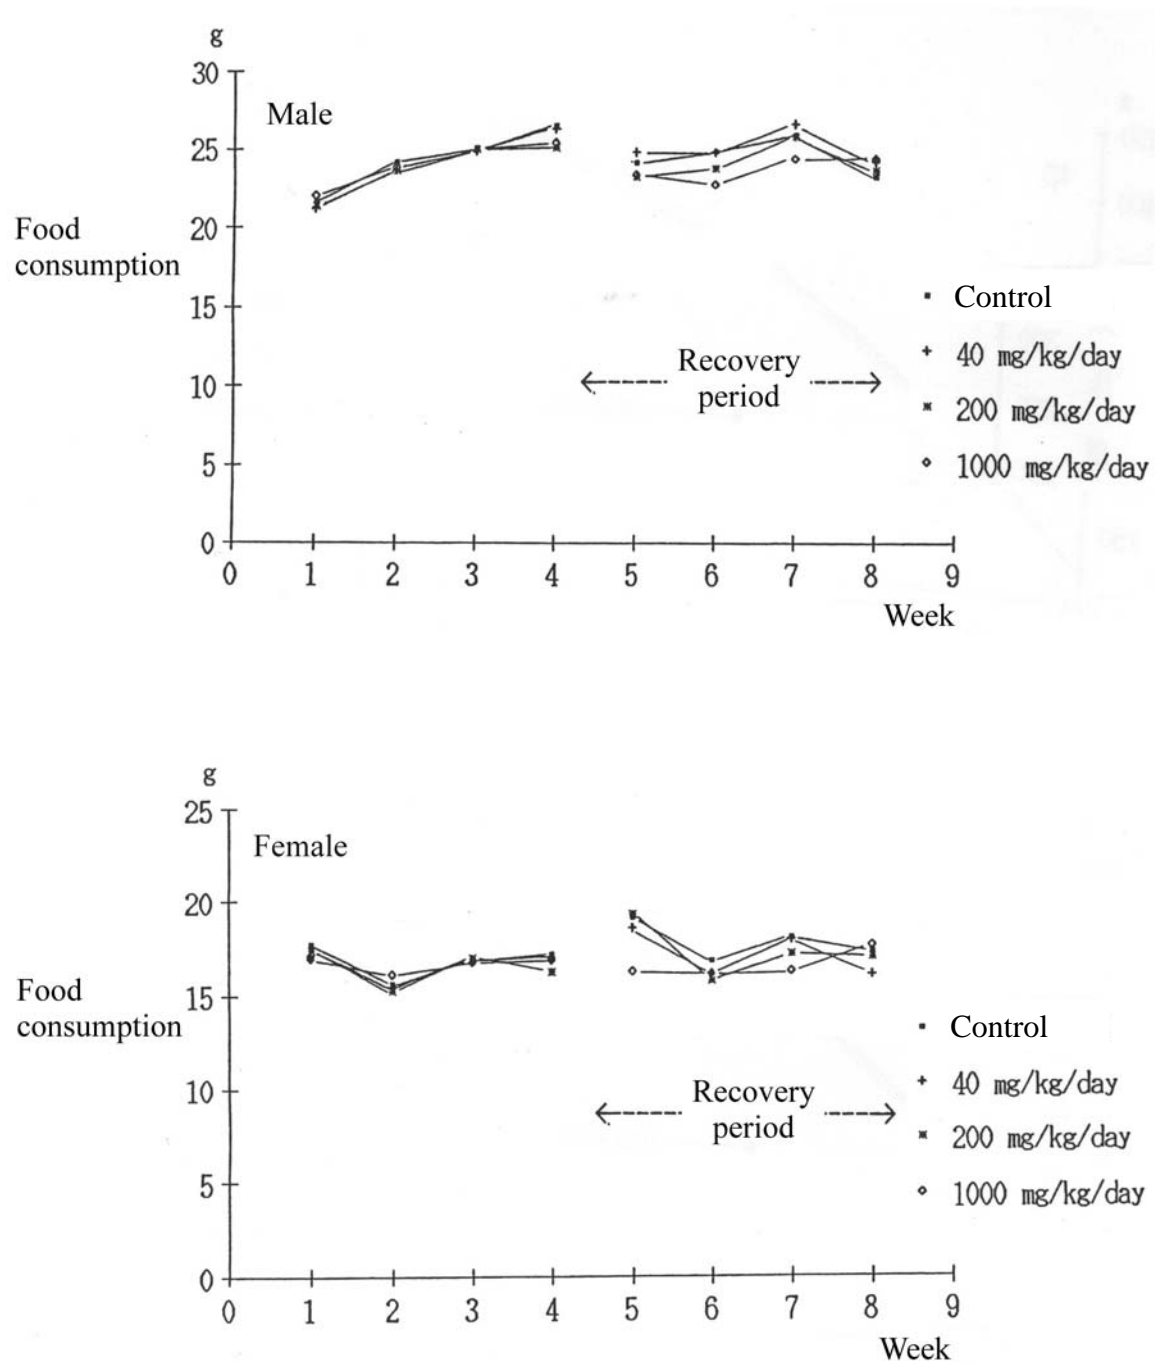 g
30
Male
25
Food
consumption
20
15
Control
40 mg/kg/day
Recovery
period
10
200 mg/kg/day
5
1000 mg/kg/day
0
0 1 2 3 4 5 6 7 8 9
Week
g
25
Female
20
Food
consumption
15
Control
10
Recovery
period
40 mg/kg/day
200 mg/kg/day
5
1000 mg/kg/day
0
0 1 2 3 4 5 6 7 8 9
Week